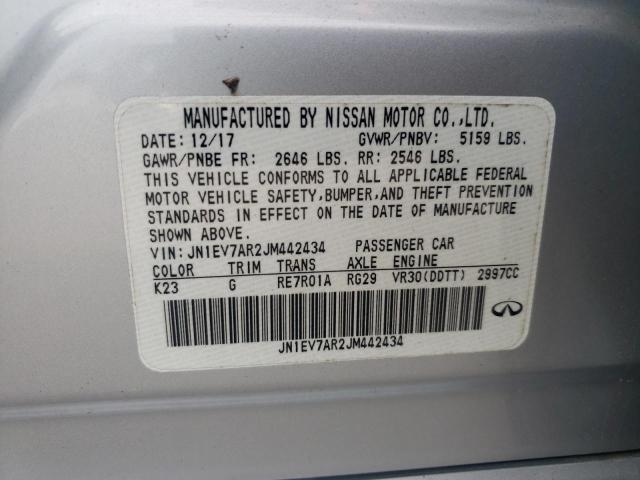 MANUFACTURED BY NISSAN MOTOR CO.,LTD.
DATE: 12/17 GVWR/PNBV: 5159 LBS.
GAWR/PNBE FR: 2646 LBS. RR: 2546 LBS.
THIS VEHICLE CONFORMS TO ALL APPLICABLE FEDERAL
MOTOR VEHICLE SAFETY, BUMPER, AND THEFT PREVENTION
STANDARDS IN EFFECT ON THE DATE OF MANUFACTURE
SHOWN ABOVE.
VIN: JN1EV7AR2JM442434 PASSENGER CAR
COLOR TRIM TRANS AXLE ENGINE
K23 G RE7R01A RG29 VR30(DDTT) 2997CC
JN1EV7AR2JM442434